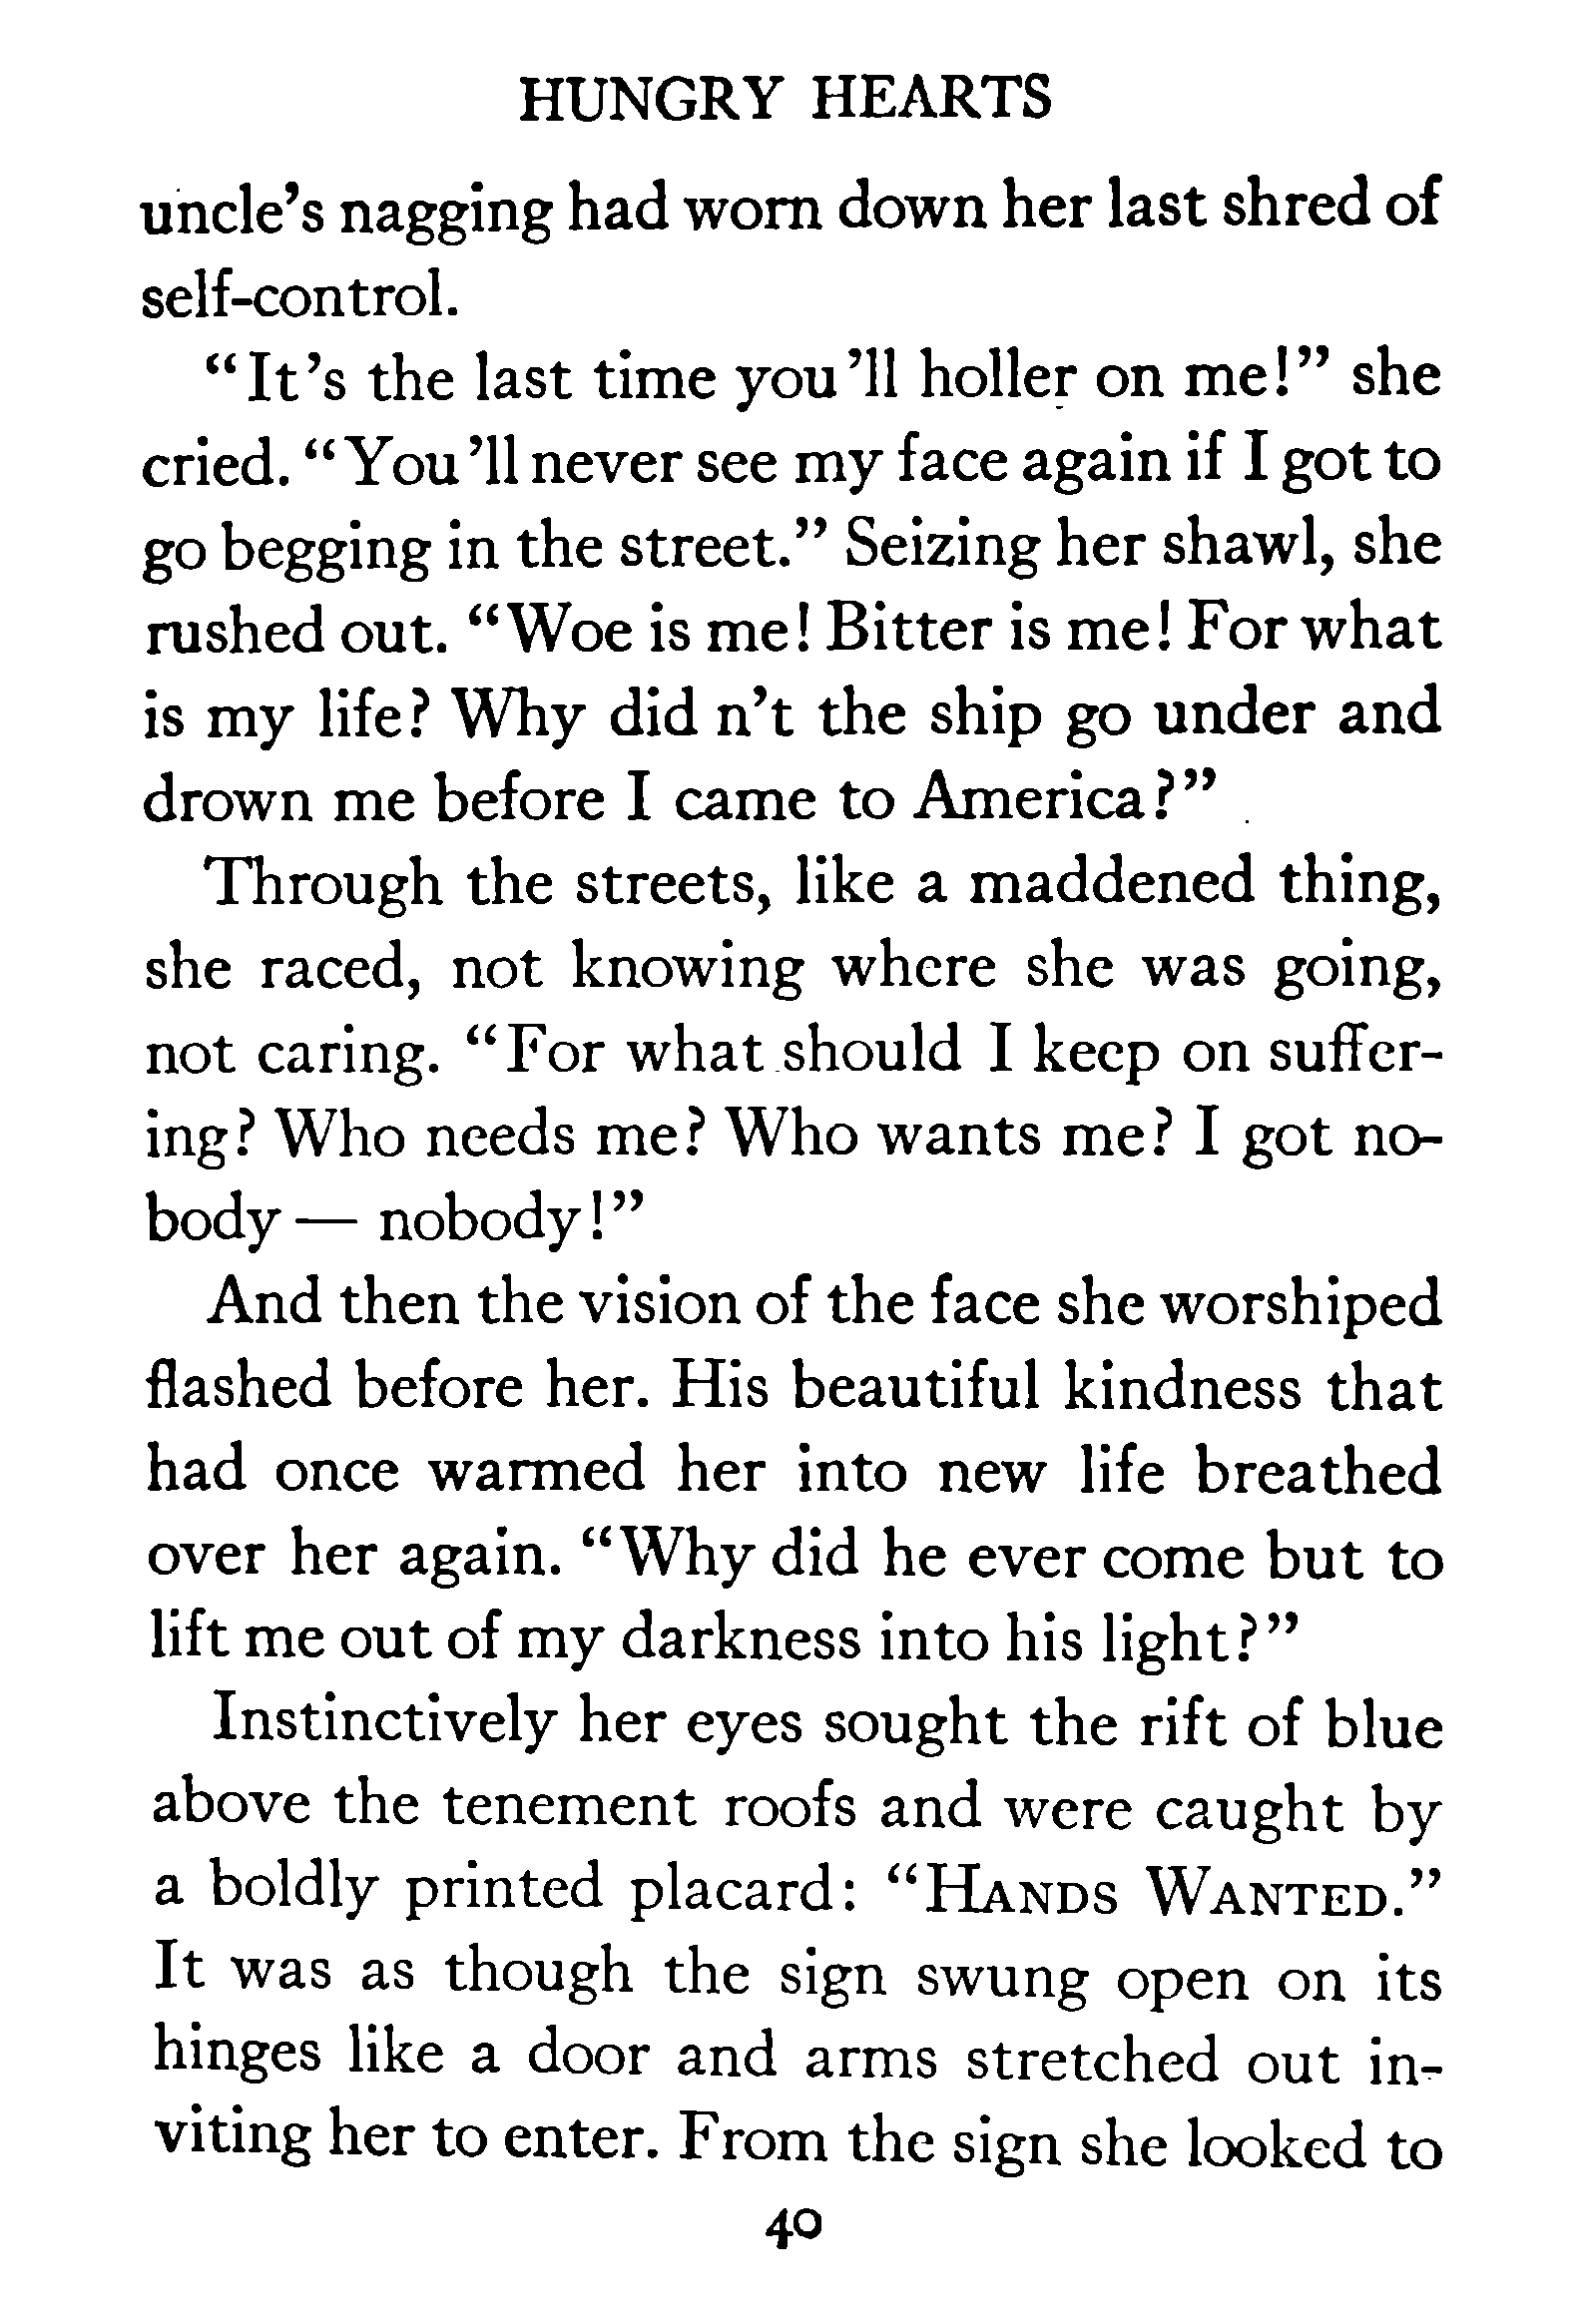 HUNGRY HEARTS
uncle's nagging had worn down her last shred of
self-control.
"It's the last time you'll holler on me!" she
cried. "You'll never see my face again if I got to
go begging in the street." Seizing her shawl, she
rushed out. "Woe is me! Bitter is me! For what
is my life? Why did n't the ship go under and
drown me before I came to America?"
Through the streets, like a maddened thing,
she raced, not knowing where she was going,
not caring. "For what should I keep on suffer-
ing? Who needs me? Who wants me? I got no-
body — nobody!"
And then the vision of the face she worshiped
flashed before her. His beautiful kindness that
had once warmed her into new life breathed
over her again. "Why did he ever come but to
lift me out of my darkness into his light?"
Instinctively her eyes sought the rift of blue
above the tenement roofs and were caught by
a boldly printed placard: "HANDS WANTED."
It was as though the sign swung open on its
hinges like a door and arms stretched out in-
viting her to enter. From the sign she looked to
40